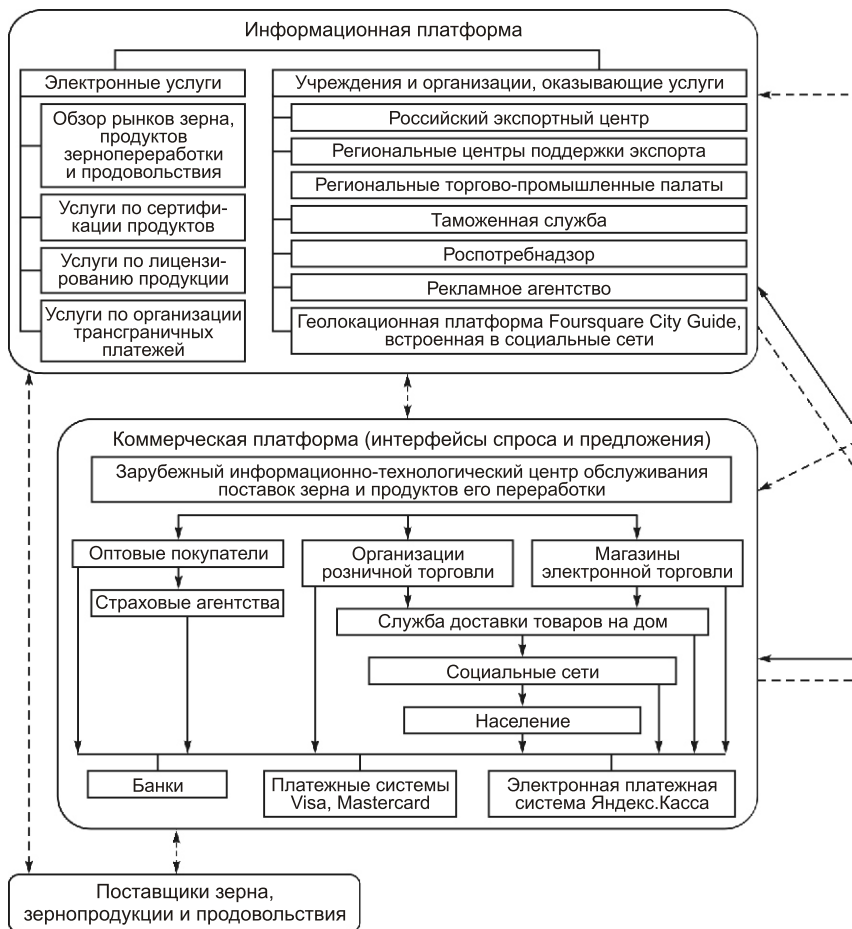 Информационная платформа
Электронные услуги
Обзор рынков зерна,
продуктов
зернопереработки
и продовольствия
Услуги по сертифи-
кации продуктов
Услуги по лицензи-
рованию продукции
Услуги по организации
трансграничных
платежей
Учреждения и организации, оказывающие услуги
Российский экспортный центр
Региональные центры поддержки экспорта
Региональные торгово-промышленные палаты
Таможенная служба
Роспотребнадзор
Рекламное агентство
Геолокационная платформа Foursquare City Guide,
встроенная в социальные сети
Коммерческая платформа (интерфейсы спроса и предложения)
Зарубежный информационно-технологический центр обслуживания
поставок зерна и продуктов его переработки
Оптовые покупатели
Организации
розничной торговли
Магазины
электронной торговли
Страховые агентства
Служба доставки товаров на дом
Социальные сети
Население
Банки
Платежные системы
Visa, Mastercard
Электронная платежная
система Яндекс.Касса
Поставщики зерна,
зернопродукции и продовольствия